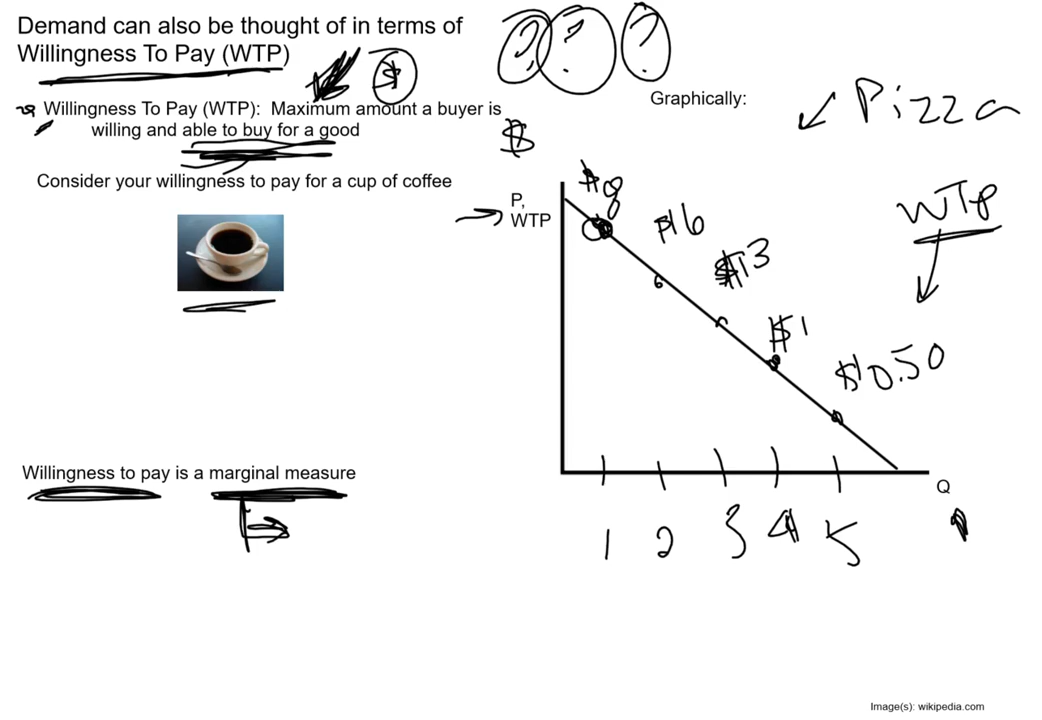 Demand can also be thought of in terms of
Willingness To Pay (WTP)
Willingness To Pay (WTP): Maximum amount a buyer is
willing and able to buy for a good
Consider your willingness to pay for a cup of coffee
Willingness to pay is a marginal measure
? ? ?
$
$
Graphically:
Pizza
P,
WTP
WTP
$8
$6
$3
$1
$0.50
Q
1 2 3 4 5
Image(s): wikipedia.com